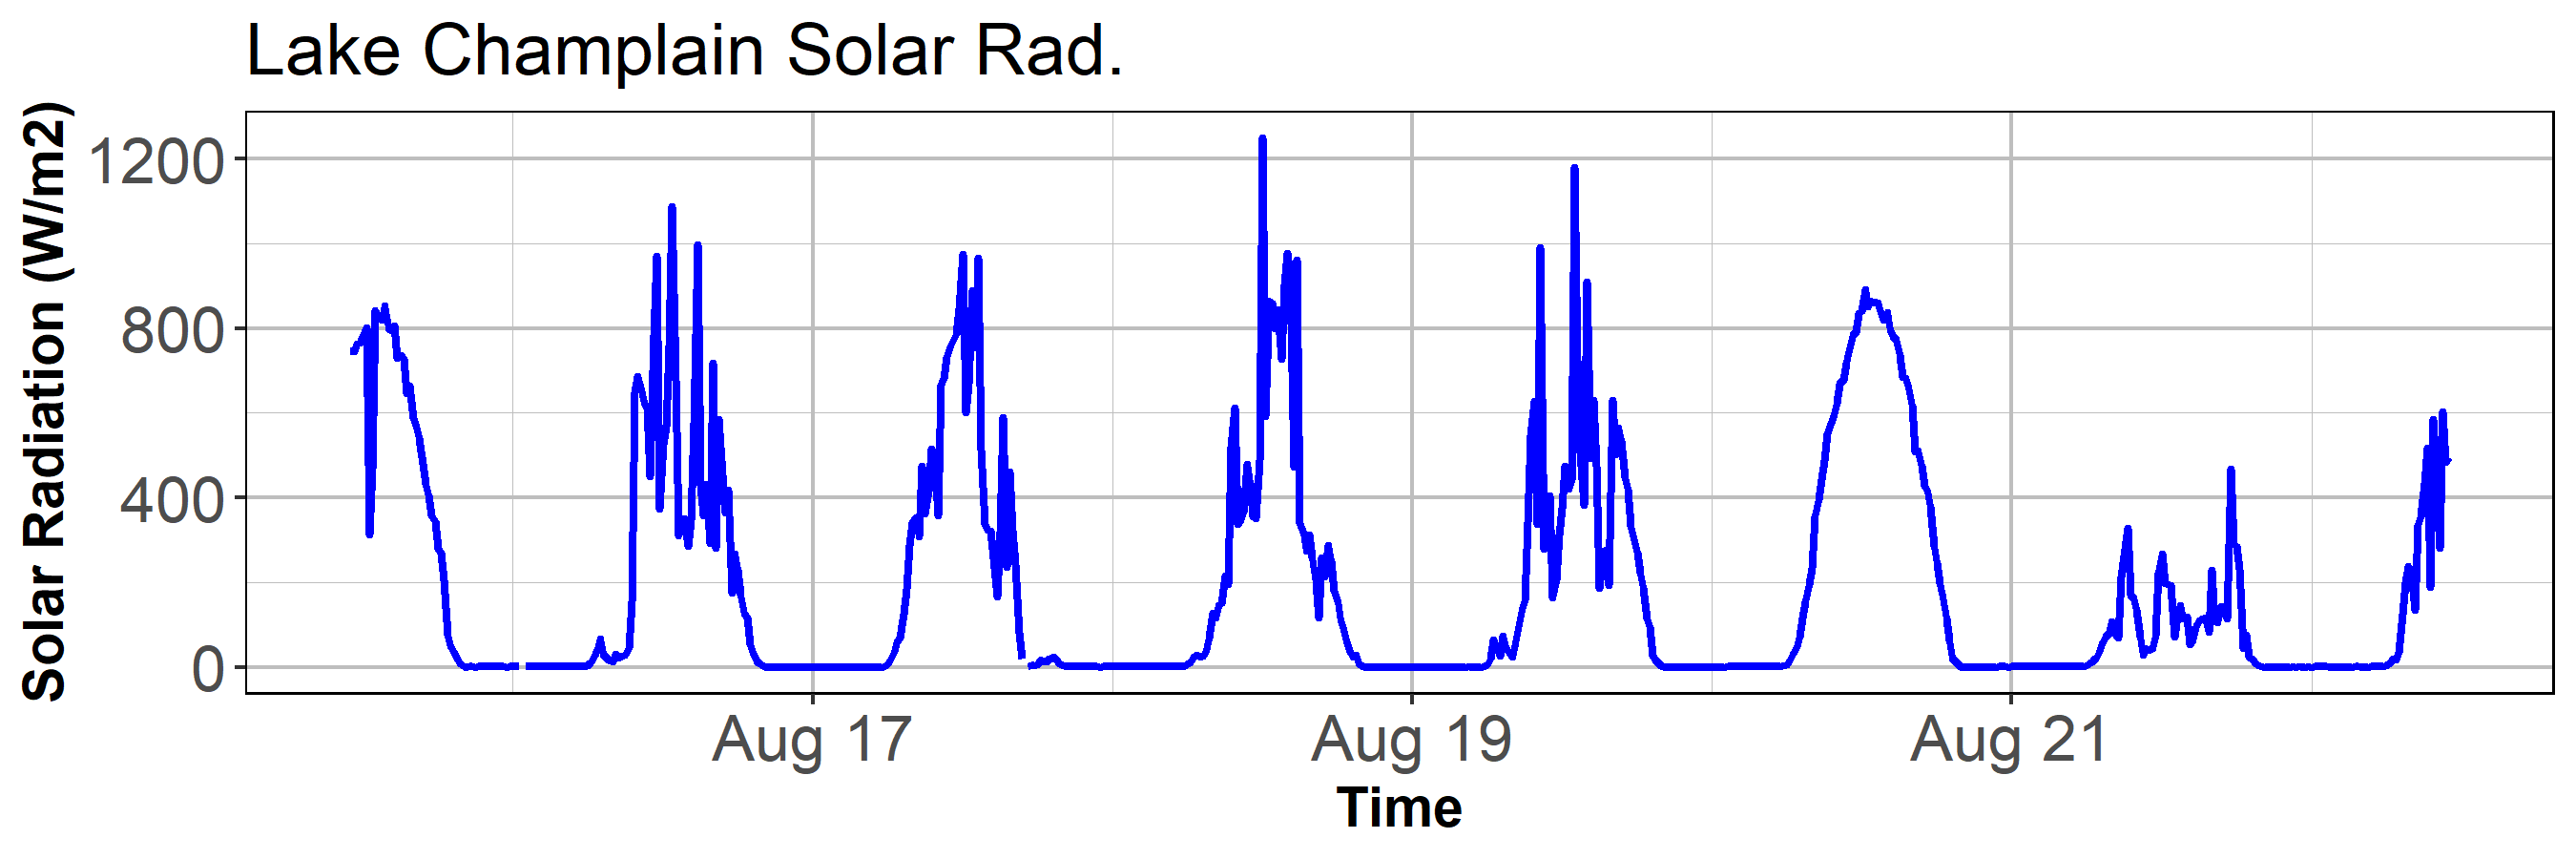 Lake Champlain Solar Rad.
Solar Radiation (W/m2)
1200
800
400
0
Aug 17
Aug 19
Aug 21
Time